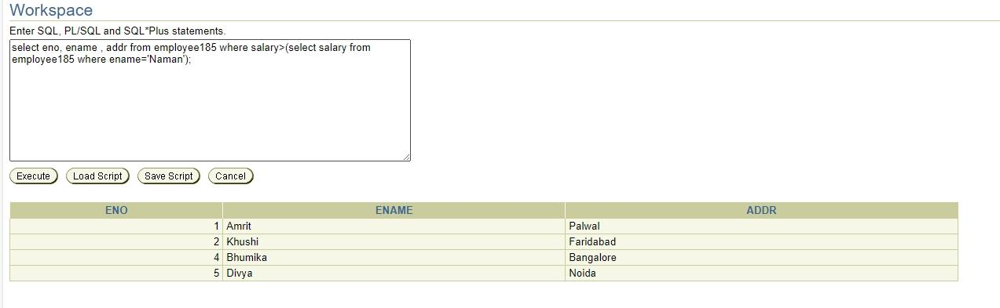 Workspace
Enter SQL, PL/SQL and SQL*Plus statements.
select eno, ename , addr from employee185 where salary>(select salary from
employee185 where ename='Naman');
Execute Load Script Save Script Cancel
ENO ENAME ADDR
1 Amrit Palwal
2 Khushi Faridabad
4 Bhumika Bangalore
5 Divya Noida